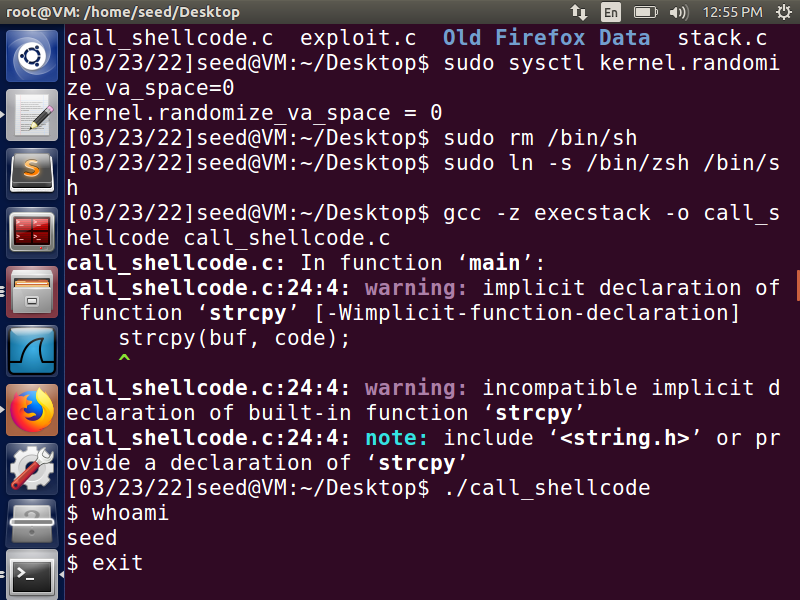 root@VM: /home/seed/Desktop
En
12:55 PM
call_shellcode.c  exploit.c  Old Firefox Data  stack.c
[03/23/22]seed@VM:~/Desktop$ sudo sysctl kernel.randomi
ze_va_space=0
kernel.randomize_va_space = 0
[03/23/22]seed@VM:~/Desktop$ sudo rm /bin/sh
[03/23/22]seed@VM:~/Desktop$ sudo ln -s /bin/zsh /bin/s
h
[03/23/22]seed@VM:~/Desktop$ gcc -z execstack -o call_s
hellcode call_shellcode.c
call_shellcode.c: In function ‘main’:
call_shellcode.c:24:4: warning: implicit declaration of
 function ‘strcpy’ [-Wimplicit-function-declaration]
    strcpy(buf, code);
    ^
call_shellcode.c:24:4: warning: incompatible implicit d
eclaration of built-in function ‘strcpy’
call_shellcode.c:24:4: note: include ‘<string.h>’ or pr
ovide a declaration of ‘strcpy’
[03/23/22]seed@VM:~/Desktop$ ./call_shellcode
$ whoami
seed
$ exit